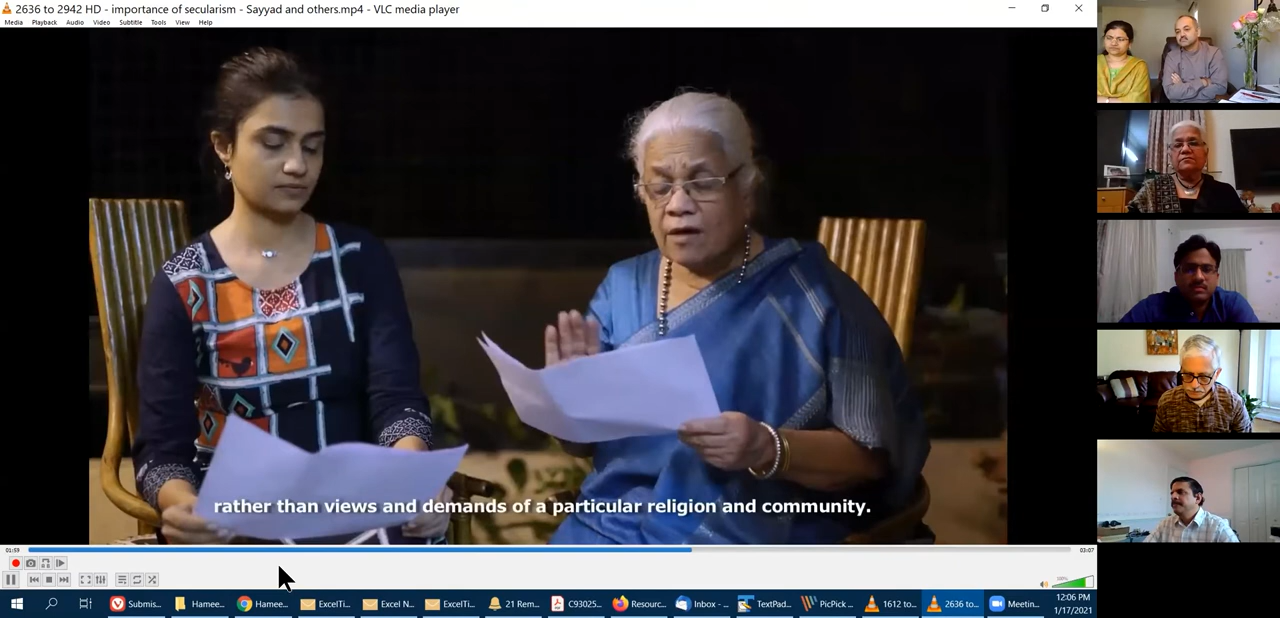 2636 to 2942 HD - importance of secularism - Sayyad and others.mp4 - VLC media player
Media Playback Audio Video Subtitle Tools View Help
rather than views and demands of a particular religion and community.
01:59 03:07
100%
Submis... Hamee... Hamee... ExcelTi... Excel N... ExcelTi... 21 Rem... C93025... Resourc... Inbox - ... TextPad... PicPick ... 1612 to... 2636 to... Meetin...
12:06 PM
1/17/2021